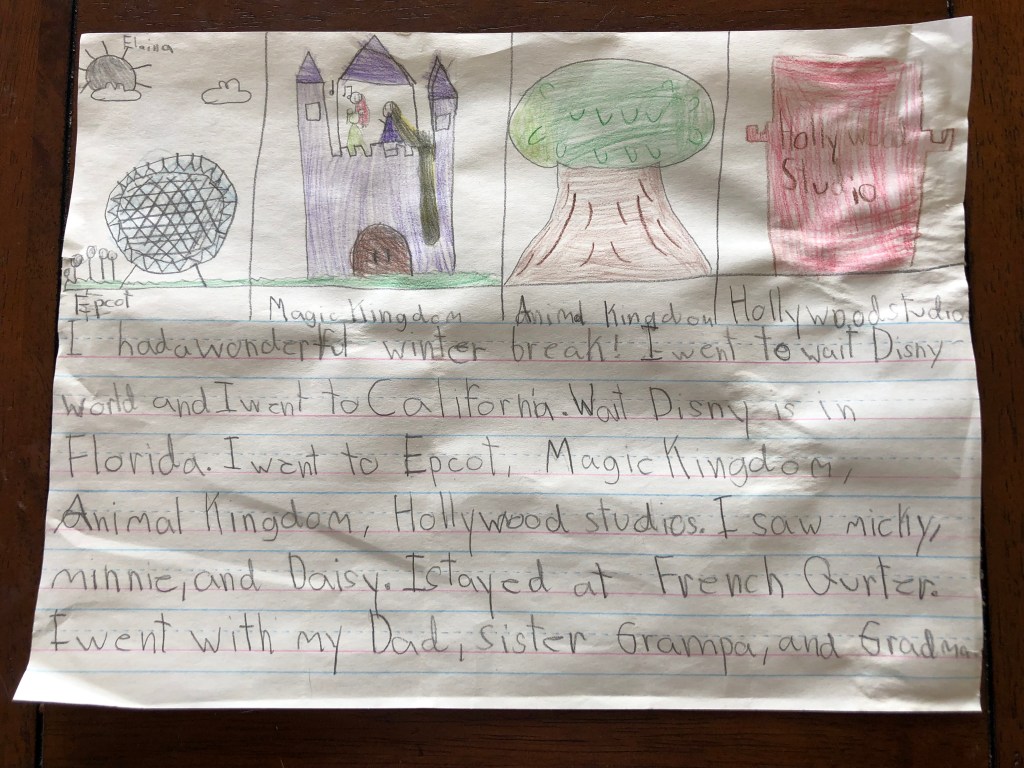 Elaina
Hollywood
Studio
Epcot
Magic Kingdom
Animal Kingdom
Hollywood studio
I had a wonderful winter break! I went to wait Disny
world and I went to California. Wait Disny is in
Florida. I went to Epcot, Magic Kingdom,
Animal Kingdom, Hollywood studios. I saw micky,
minnie, and Daisy. I stayed at French Qurter.
I went with my Dad, sister Grampa, and Gradma.